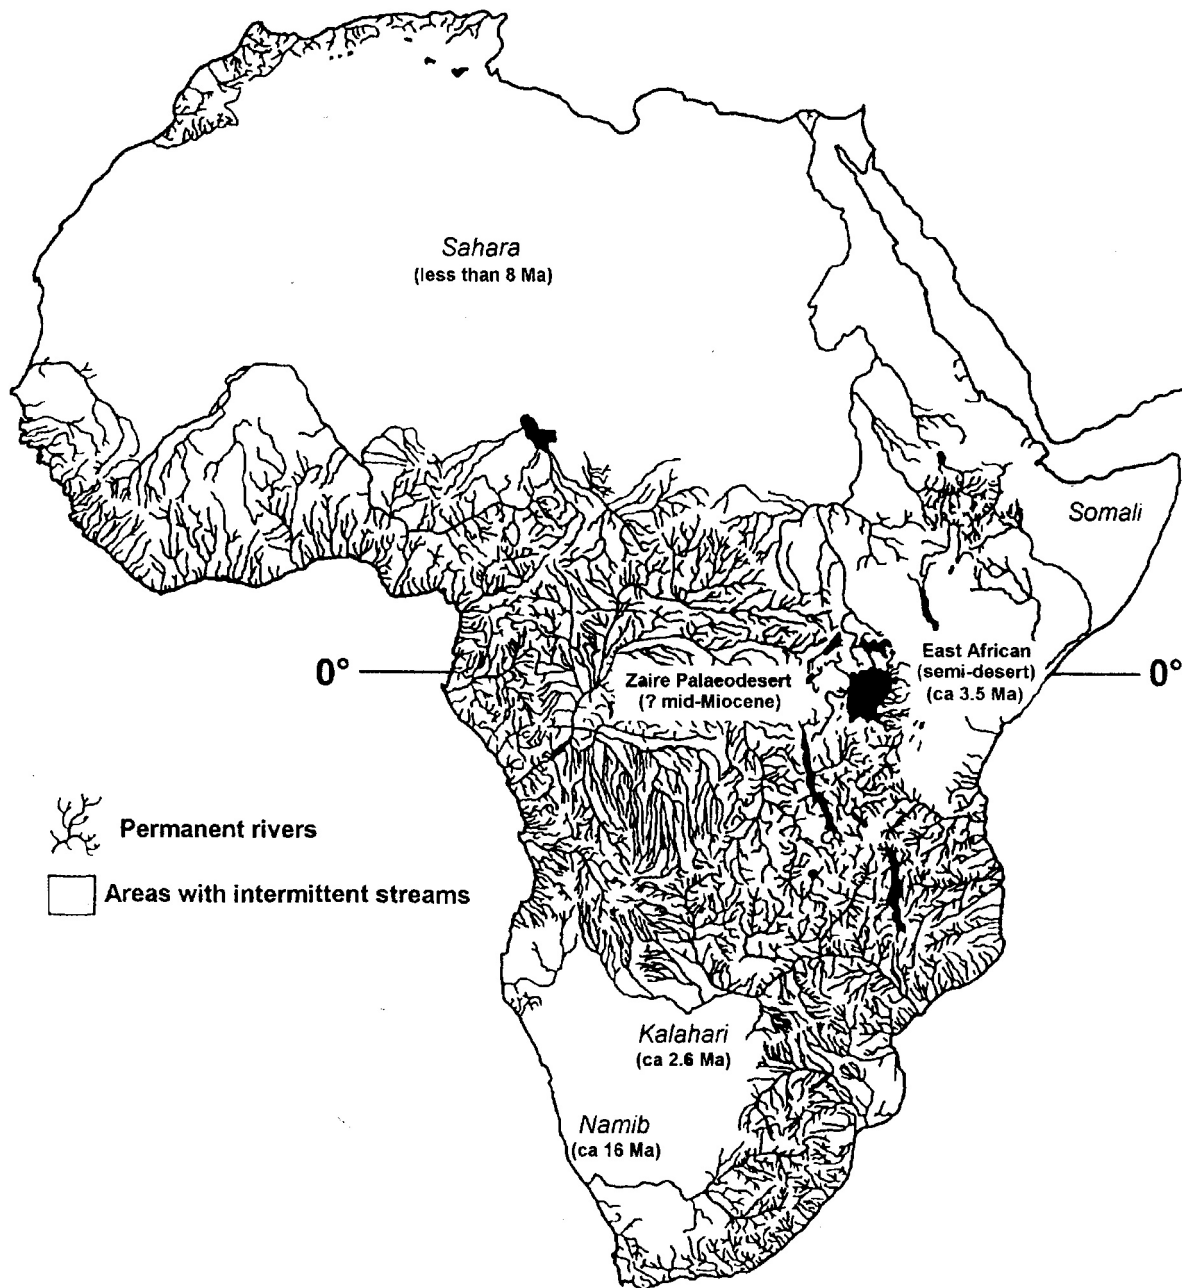 Sahara
(less than 8 Ma)
Somali
0°
Zaire Palaeodesert
(? mid-Miocene)
East African
(semi-desert)
(ca 3.5 Ma)
0°
Permanent rivers
Areas with intermittent streams
Kalahari
(ca 2.6 Ma)
Namib
(ca 16 Ma)